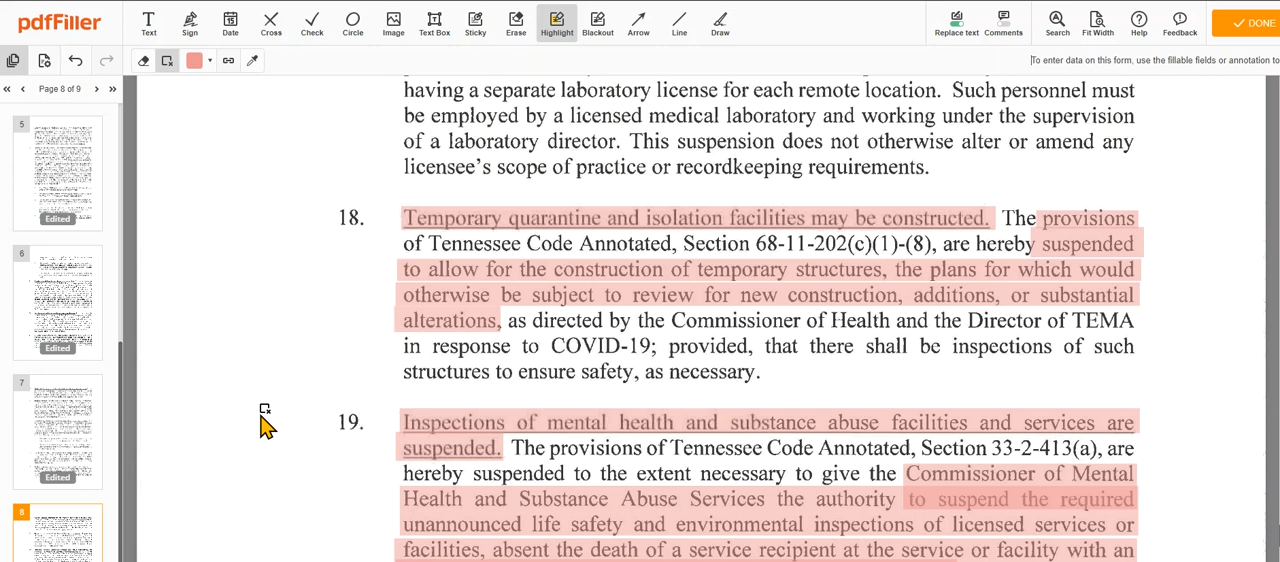 pdfFiller
Text Sign Date Cross Check Circle Image Text Box Sticky Erase Highlight Blackout Arrow Line Draw Replace text Comments Search Fit Width Help Feedback DONE
To enter data on this form, use the fillable fields or annotation to
Page 8 of 9
5
Edited
6
Edited
7
Edited
8
having a separate laboratory license for each remote location. Such personnel must
be employed by a licensed medical laboratory and working under the supervision
of a laboratory director. This suspension does not otherwise alter or amend any
licensee's scope of practice or recordkeeping requirements.
18. Temporary quarantine and isolation facilities may be constructed. The provisions
of Tennessee Code Annotated, Section 68-11-202(c)(1)-(8), are hereby suspended
to allow for the construction of temporary structures, the plans for which would
otherwise be subject to review for new construction, additions, or substantial
alterations, as directed by the Commissioner of Health and the Director of TEMA
in response to COVID-19; provided, that there shall be inspections of such
structures to ensure safety, as necessary.
19. Inspections of mental health and substance abuse facilities and services are
suspended. The provisions of Tennessee Code Annotated, Section 33-2-413(a), are
hereby suspended to the extent necessary to give the Commissioner of Mental
Health and Substance Abuse Services the authority to suspend the required
unannounced life safety and environmental inspections of licensed services or
facilities, absent the death of a service recipient at the service or facility with an